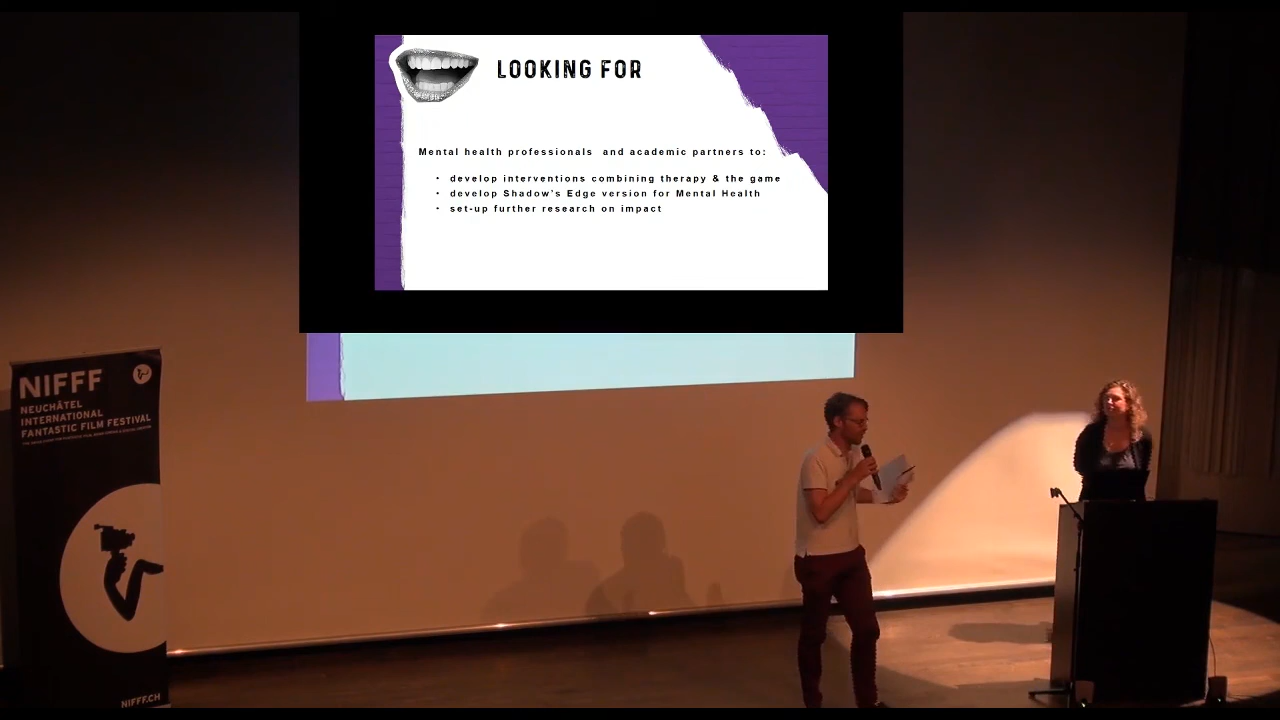 LOOKING FOR
Mental health professionals and academic partners to:
• develop interventions combining therapy & the game
• develop Shadow's Edge version for Mental Health
• set-up further research on impact
NIFFF
NEUCHÂTEL
INTERNATIONAL
FANTASTIC FILM FESTIVAL
NIFFF.CH